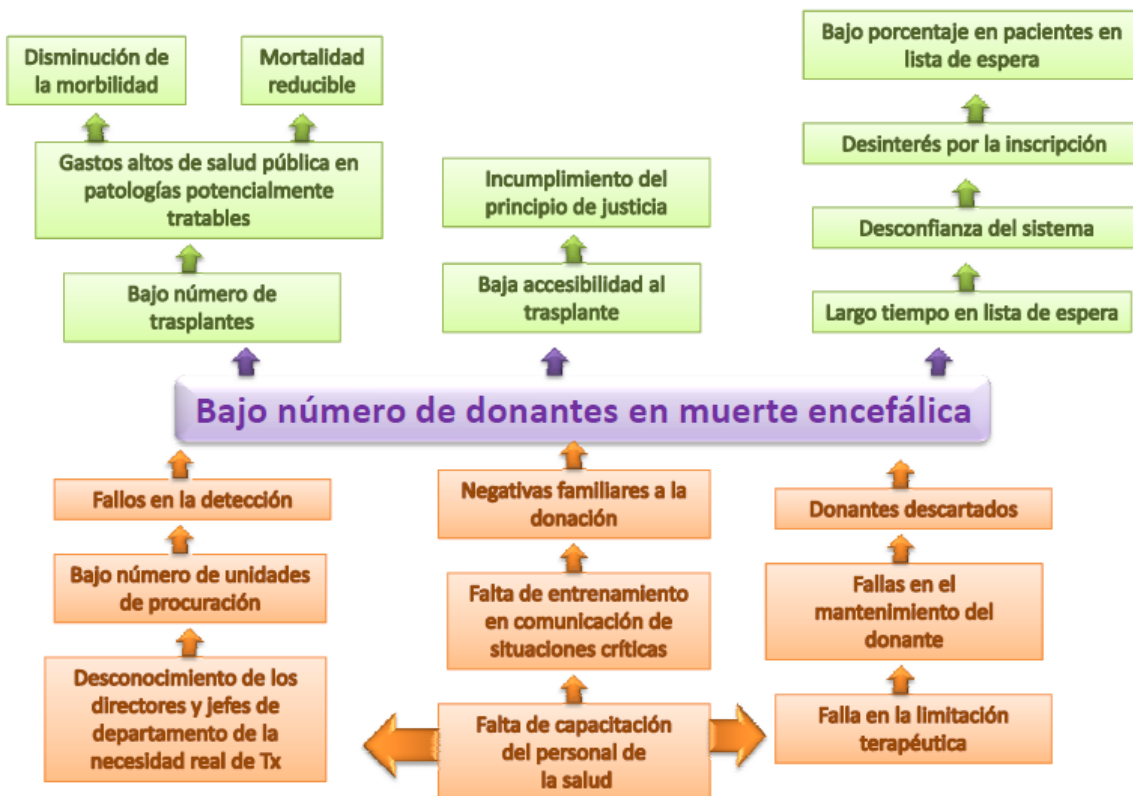 Disminución de
la morbilidad
Mortalidad
reducible
Bajo porcentaje en pacientes en
lista de espera
Gastos altos de salud pública en
patologías potencialmente
tratables
Incumplimiento del
principio de justicia
Desinterés por la inscripción
Desconfianza del sistema
Bajo número de
trasplantes
Baja accesibilidad al
trasplante
Largo tiempo en lista de espera
Bajo número de donantes en muerte encefálica
Fallos en la detección
Negativas familiares a la
donación
Donantes descartados
Bajo número de unidades
de procuración
Falta de entrenamiento
en comunicación de
situaciones críticas
Fallas en el
mantenimiento del
donante
Desconocimiento de los
directores y jefes de
departamento de la
necesidad real de Tx
Falta de capacitación
del personal de
la salud
Falla en la limitación
terapéutica